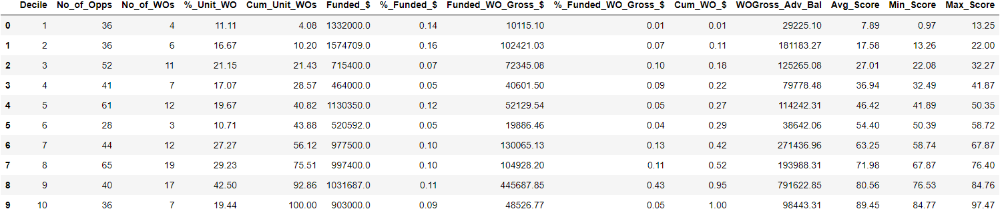 Decile No_of_Opps No_of_WOs %_Unit_WO Cum_Unit_WOs Funded_$ %_Funded_$ Funded_WO_Gross_$ %_Funded_WO_Gross_$ Cum_WO_$ WOGross_Adv_Bal Avg_Score Min_Score Max_Score
0 1 36 4 11.11 4.08 1332000.0 0.14 10115.10 0.01 0.01 29225.10 7.89 0.97 13.25
1 2 36 6 16.67 10.20 1574709.0 0.16 102421.03 0.07 0.11 181183.27 17.58 13.26 22.00
2 3 52 11 21.15 21.43 715400.0 0.07 72345.08 0.10 0.18 125265.08 27.01 22.08 32.27
3 4 41 7 17.07 28.57 464000.0 0.05 40601.50 0.09 0.22 79778.48 36.94 32.49 41.87
4 5 61 12 19.67 40.82 1130350.0 0.12 52129.54 0.05 0.27 114242.31 46.42 41.89 50.35
5 6 28 3 10.71 43.88 520592.0 0.05 19886.46 0.04 0.29 38642.06 54.40 50.39 58.72
6 7 44 12 27.27 56.12 977500.0 0.10 130065.13 0.13 0.42 271436.96 63.25 58.74 67.87
7 8 65 19 29.23 75.51 997400.0 0.10 104928.20 0.11 0.52 193988.31 71.98 67.87 76.40
8 9 40 17 42.50 92.86 1031687.0 0.11 445687.85 0.43 0.95 791622.85 80.56 76.53 84.76
9 10 36 7 19.44 100.00 903000.0 0.09 48526.77 0.05 1.00 98443.31 89.45 84.77 97.47